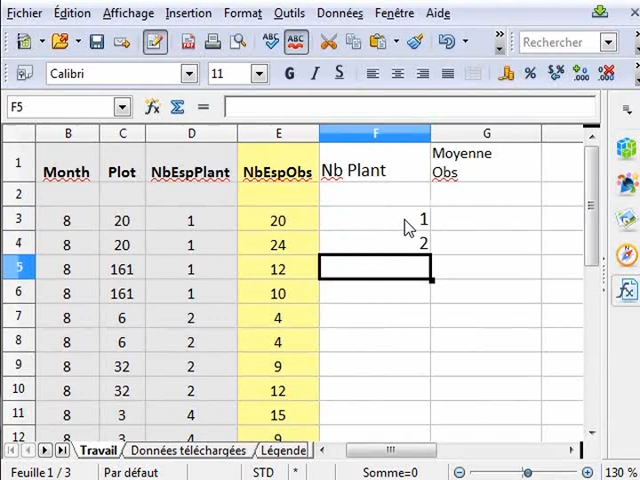 Fichier Édition Affichage Insertion Format Outils Données Fenêtre Aide
Rechercher
Calibri 11 G I S
F5
B C D E F G
1 Month Plot NbEspPlant NbEspObs Nb Plant Moyenne
Obs
2
3 8 20 1 20 1
4 8 20 1 24 2
5 8 161 1 12
6 8 161 1 10
7 8 6 2 4
8 8 6 2 4
9 8 32 2 9
10 8 32 2 12
11 8 3 4 15
12 8 3 4 9
Travail Données téléchargées Légende
Feuille 1 / 3 Par défaut STD * Somme=0 130 %